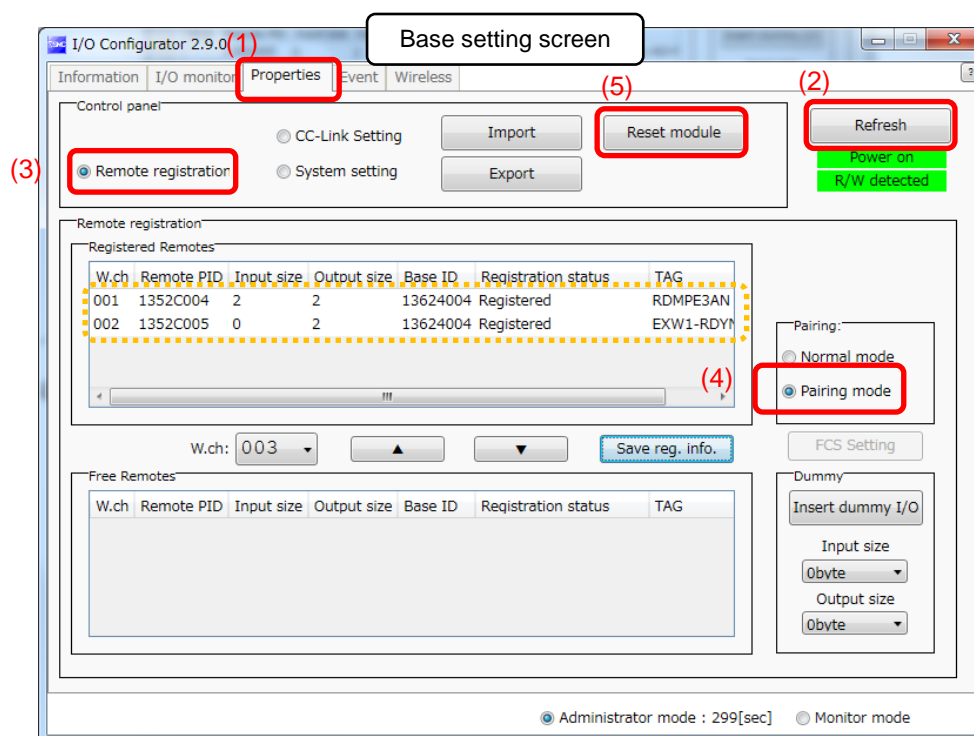 Base setting screen
I/O Configurator 2.9.0
(1)
Information I/O monitor Properties Event Wireless
(5)
(2)
Control panel
CC-Link Setting
Import
Reset module
Refresh
(3)
Remote registration
System setting
Export
Power on
R/W detected
Remote registration
Registered Remotes
W.ch Remote PID Input size Output size Base ID Registration status TAG
001 1352C004 2 2 13624004 Registered RDMPE3AN
002 1352C005 0 2 13624004 Registered EXW1-RDYN
Pairing:
Normal mode
(4)
Pairing mode
W.ch: 003 ▲ ▼ Save reg. info.
FCS Setting
Free Remotes
W.ch Remote PID Input size Output size Base ID Registration status TAG
Dummy
Insert dummy I/O
Input size
0byte
Output size
0byte
Administrator mode : 299[sec] Monitor mode